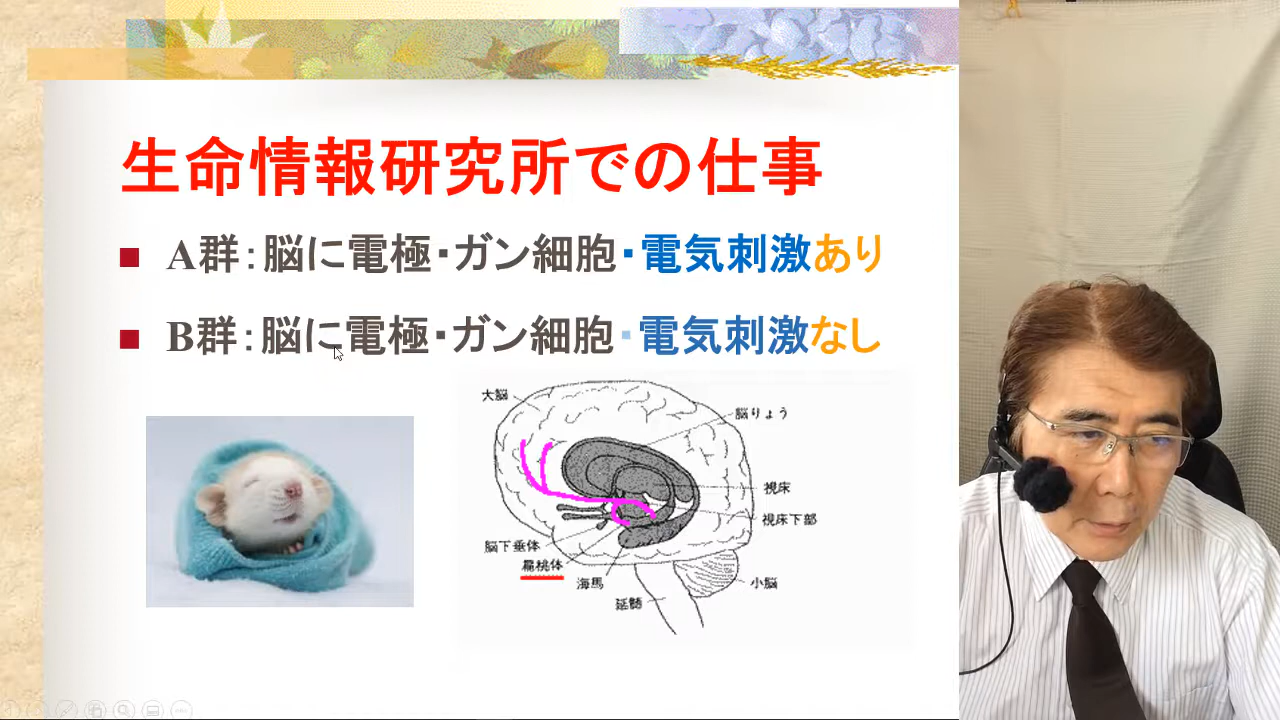 生命情報研究所での仕事
A群:脳に電極・ガン細胞・電気刺激あり
B群:脳に電極・ガン細胞・電気刺激なし
大脳
脳りょう
視床
視床下部
脳下垂体
扁桃体
海馬
小脳
延髄